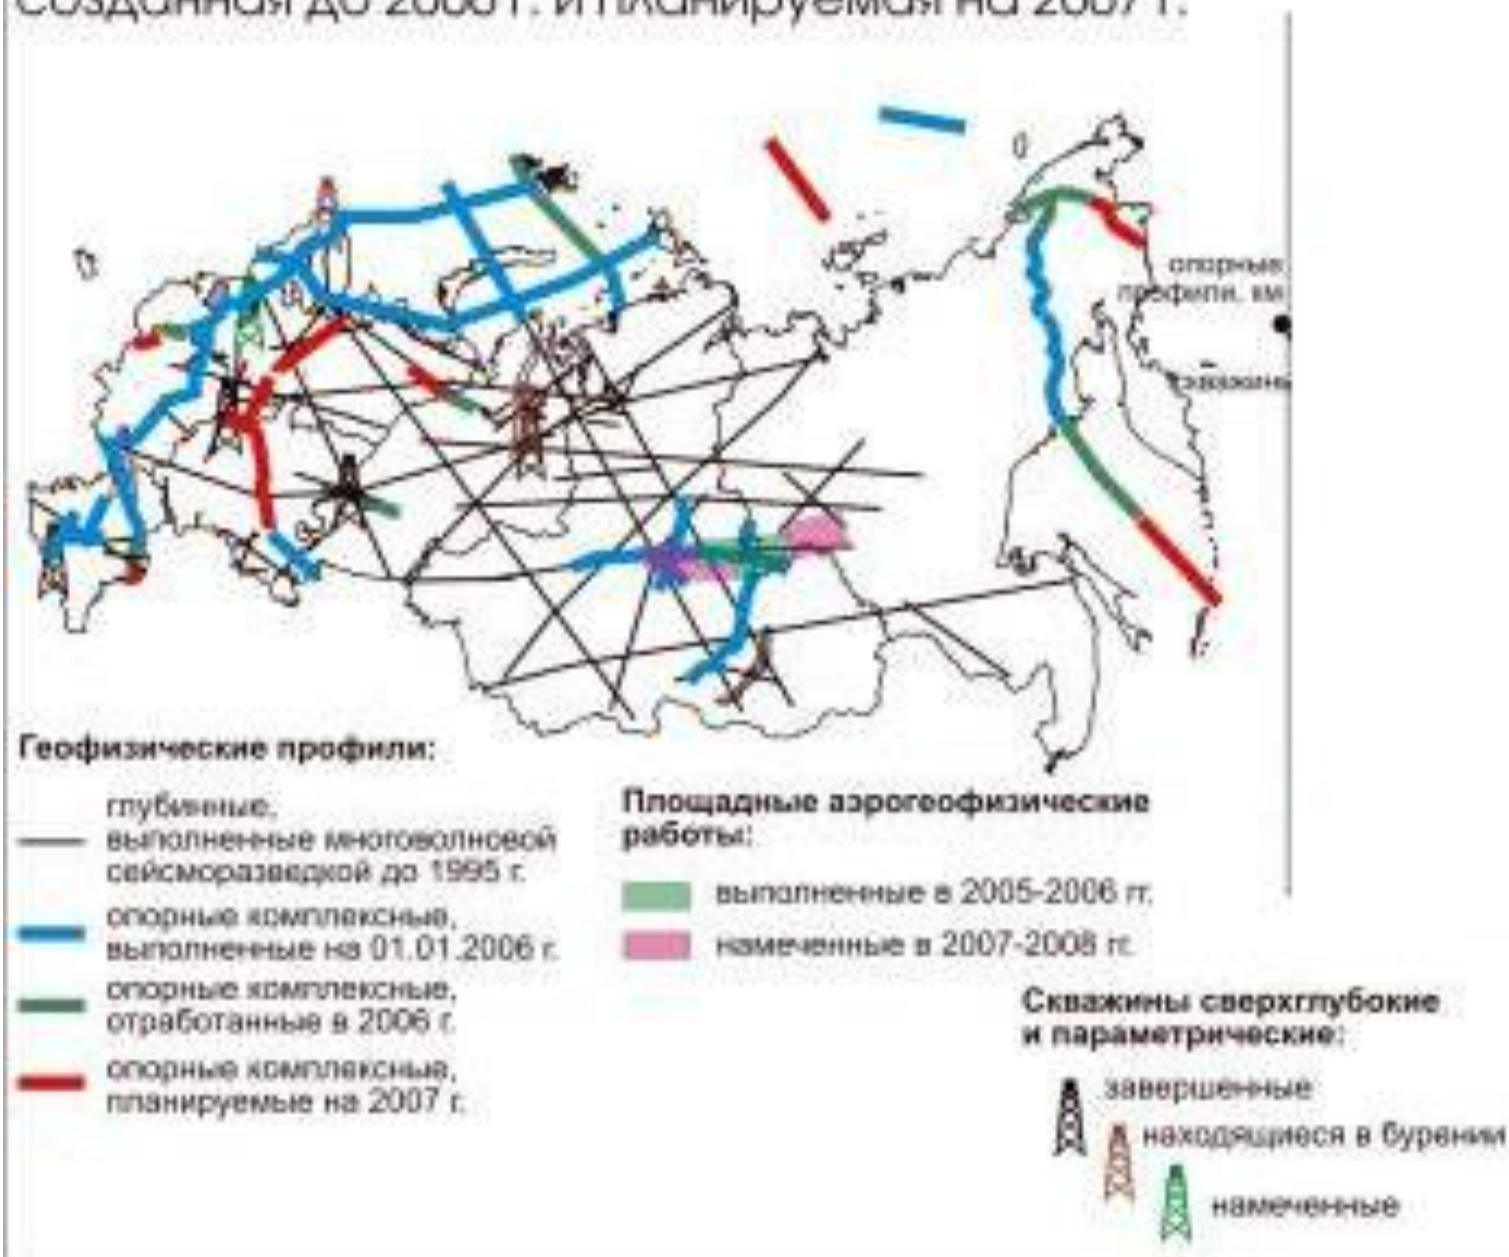 созданная до 2006 г. и планируемая на 2007 г.
опорные
профили, км
скважины
Геофизические профили:
глубинные,
выполненные многоволновой
сейсморазведкой до 1995 г.
опорные комплексные,
выполненные на 01.01.2006 г.
опорные комплексные,
отработанные в 2006 г.
опорные комплексные,
планируемые на 2007 г.
Площадные аэрогеофизические
работы:
выполненные в 2005-2006 гг.
намеченные в 2007-2008 гг.
Скважины сверхглубокие
и параметрические:
завершенные
находящиеся в бурении
намеченные